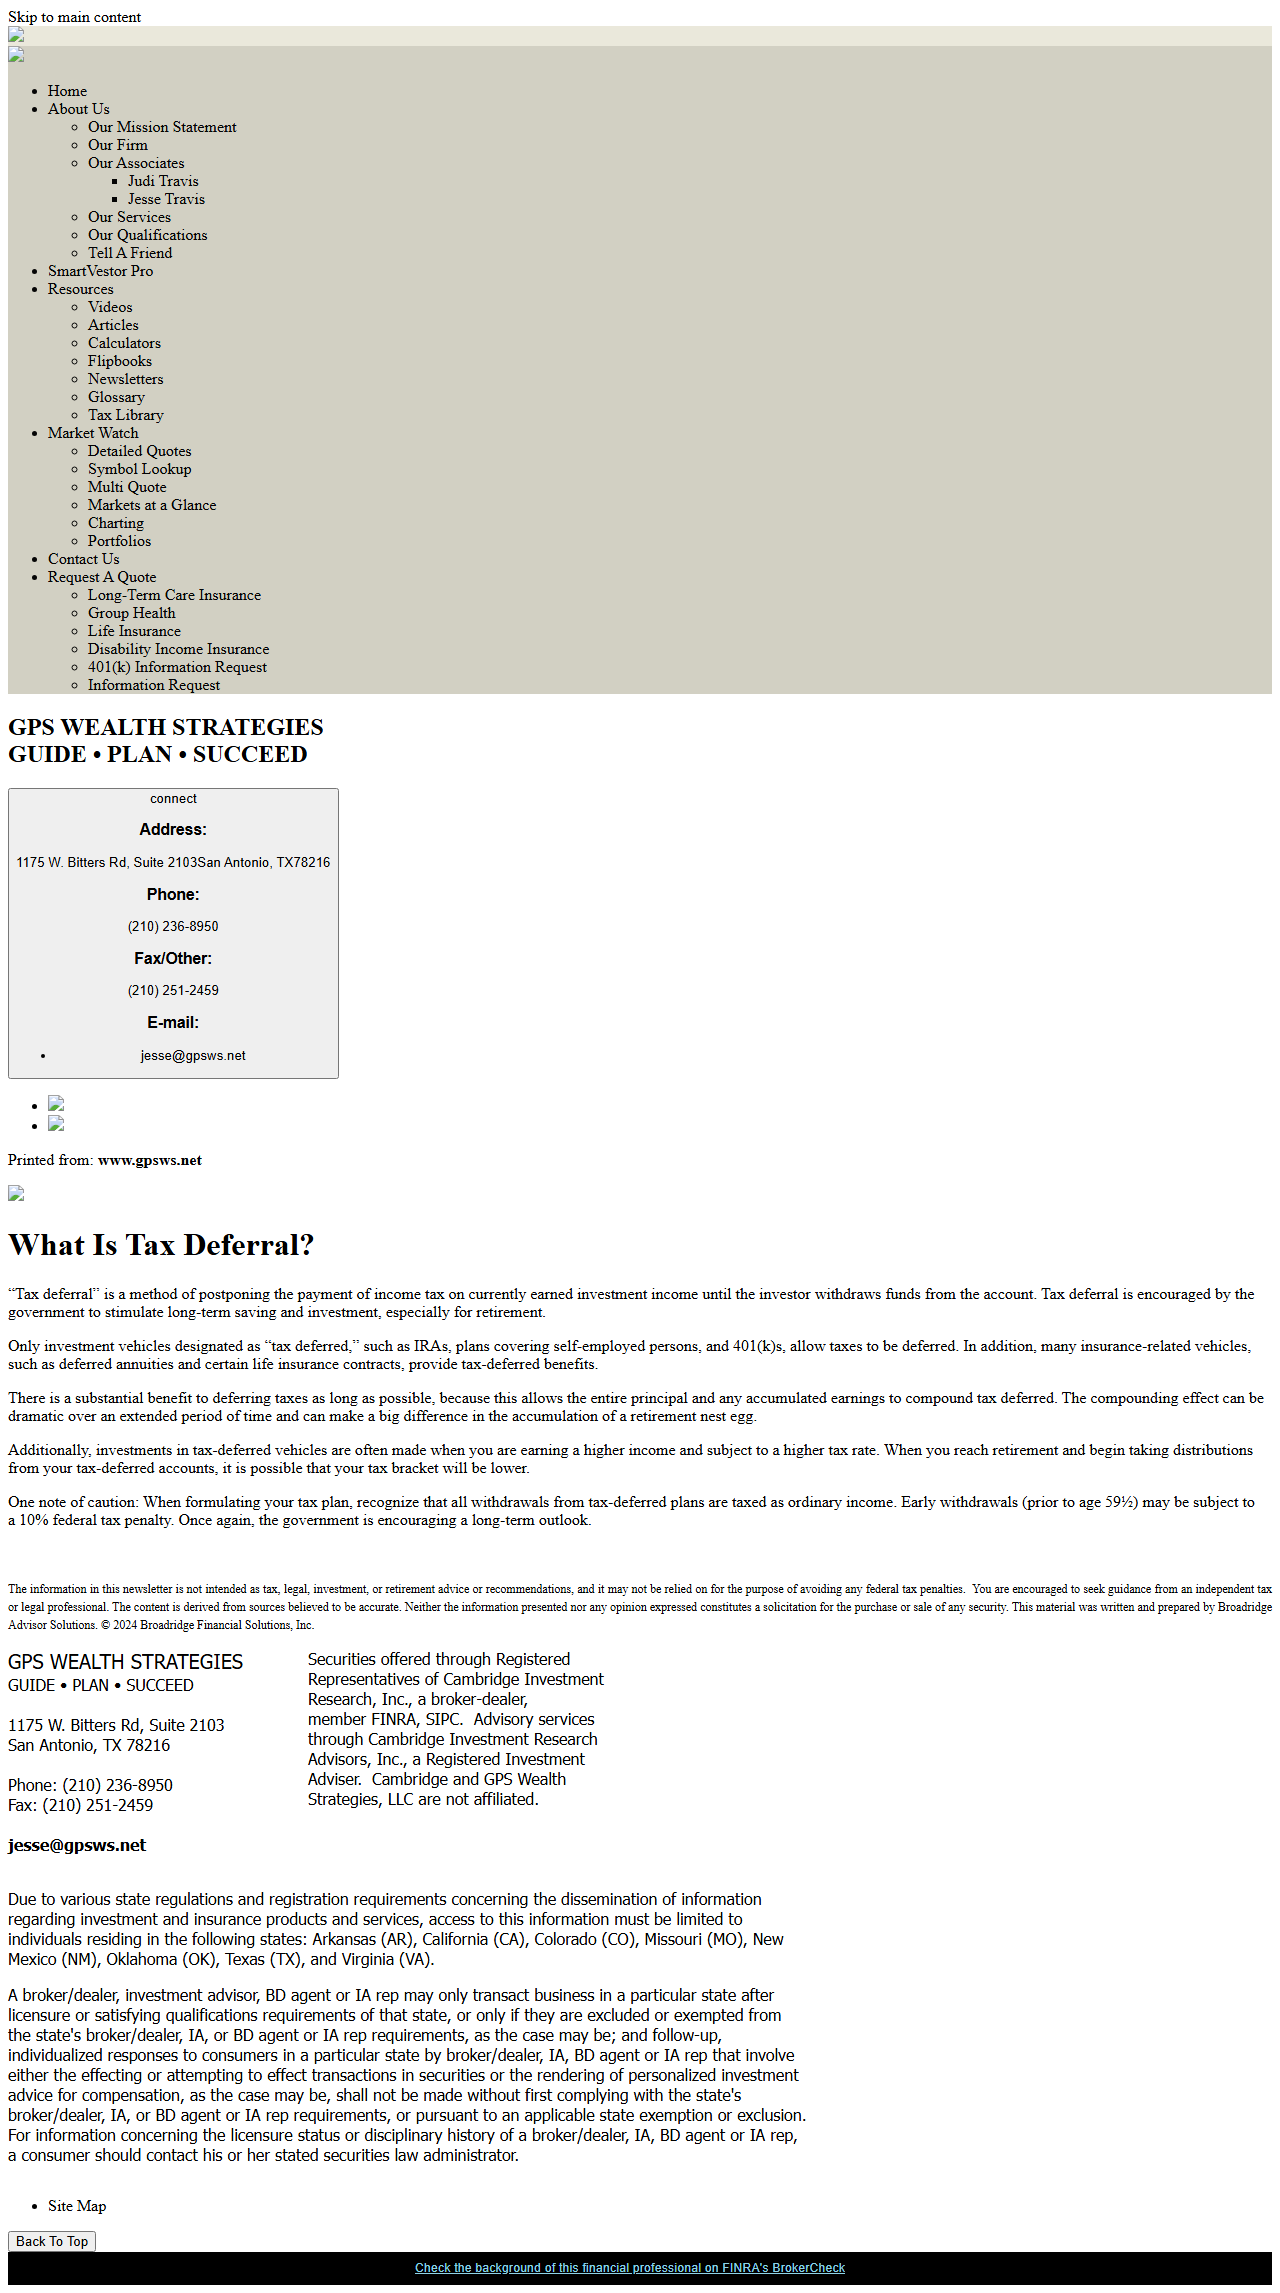 Skip to main content
Home
About Us
Our Mission Statement
Our Firm
Our Associates
Judi Travis
Jesse Travis
Our Services
Our Qualifications
Tell A Friend
SmartVestor Pro
Resources
Videos
Articles
Calculators
Flipbooks
Newsletters
Glossary
Tax Library
Market Watch
Detailed Quotes
Symbol Lookup
Multi Quote
Markets at a Glance
Charting
Portfolios
Contact Us
Request A Quote
Long-Term Care Insurance
Group Health
Life Insurance
Disability Income Insurance
401(k) Information Request
Information Request
GPS WEALTH STRATEGIES
GUIDE • PLAN • SUCCEED
connect
Address:
1175 W. Bitters Rd, Suite 2103San Antonio, TX78216
Phone:
(210) 236-8950
Fax/Other:
(210) 251-2459
E-mail:
jesse@gpsws.net
Printed from: www.gpsws.net
What Is Tax Deferral?
“Tax deferral” is a method of postponing the payment of income tax on currently earned investment income until the investor withdraws funds from the account. Tax deferral is encouraged by the
government to stimulate long-term saving and investment, especially for retirement.
Only investment vehicles designated as “tax deferred,” such as IRAs, plans covering self-employed persons, and 401(k)s, allow taxes to be deferred. In addition, many insurance-related vehicles,
such as deferred annuities and certain life insurance contracts, provide tax-deferred benefits.
There is a substantial benefit to deferring taxes as long as possible, because this allows the entire principal and any accumulated earnings to compound tax deferred. The compounding effect can be
dramatic over an extended period of time and can make a big difference in the accumulation of a retirement nest egg.
Additionally, investments in tax-deferred vehicles are often made when you are earning a higher income and subject to a higher tax rate. When you reach retirement and begin taking distributions
from your tax-deferred accounts, it is possible that your tax bracket will be lower.
One note of caution: When formulating your tax plan, recognize that all withdrawals from tax-deferred plans are taxed as ordinary income. Early withdrawals (prior to age 59½) may be subject to
a 10% federal tax penalty. Once again, the government is encouraging a long-term outlook.
The information in this newsletter is not intended as tax, legal, investment, or retirement advice or recommendations, and it may not be relied on for the purpose of avoiding any federal tax penalties.  You are encouraged to seek guidance from an independent tax
or legal professional. The content is derived from sources believed to be accurate. Neither the information presented nor any opinion expressed constitutes a solicitation for the purchase or sale of any security. This material was written and prepared by Broadridge
Advisor Solutions. © 2024 Broadridge Financial Solutions, Inc.
GPS WEALTH STRATEGIES
GUIDE • PLAN • SUCCEED
1175 W. Bitters Rd, Suite 2103
San Antonio, TX 78216
Phone: (210) 236-8950
Fax: (210) 251-2459
jesse@gpsws.net
Securities offered through Registered
Representatives of Cambridge Investment
Research, Inc., a broker-dealer,
member FINRA, SIPC.  Advisory services
through Cambridge Investment Research
Advisors, Inc., a Registered Investment
Adviser.  Cambridge and GPS Wealth
Strategies, LLC are not affiliated.
Due to various state regulations and registration requirements concerning the dissemination of information
regarding investment and insurance products and services, access to this information must be limited to
individuals residing in the following states: Arkansas (AR), California (CA), Colorado (CO), Missouri (MO), New
Mexico (NM), Oklahoma (OK), Texas (TX), and Virginia (VA).
A broker/dealer, investment advisor, BD agent or IA rep may only transact business in a particular state after
licensure or satisfying qualifications requirements of that state, or only if they are excluded or exempted from
the state's broker/dealer, IA, or BD agent or IA rep requirements, as the case may be; and follow-up,
individualized responses to consumers in a particular state by broker/dealer, IA, BD agent or IA rep that involve
either the effecting or attempting to effect transactions in securities or the rendering of personalized investment
advice for compensation, as the case may be, shall not be made without first complying with the state's
broker/dealer, IA, or BD agent or IA rep requirements, or pursuant to an applicable state exemption or exclusion.
For information concerning the licensure status or disciplinary history of a broker/dealer, IA, BD agent or IA rep,
a consumer should contact his or her stated securities law administrator.
Site Map
Back To Top
Check the background of this financial professional on FINRA's BrokerCheck